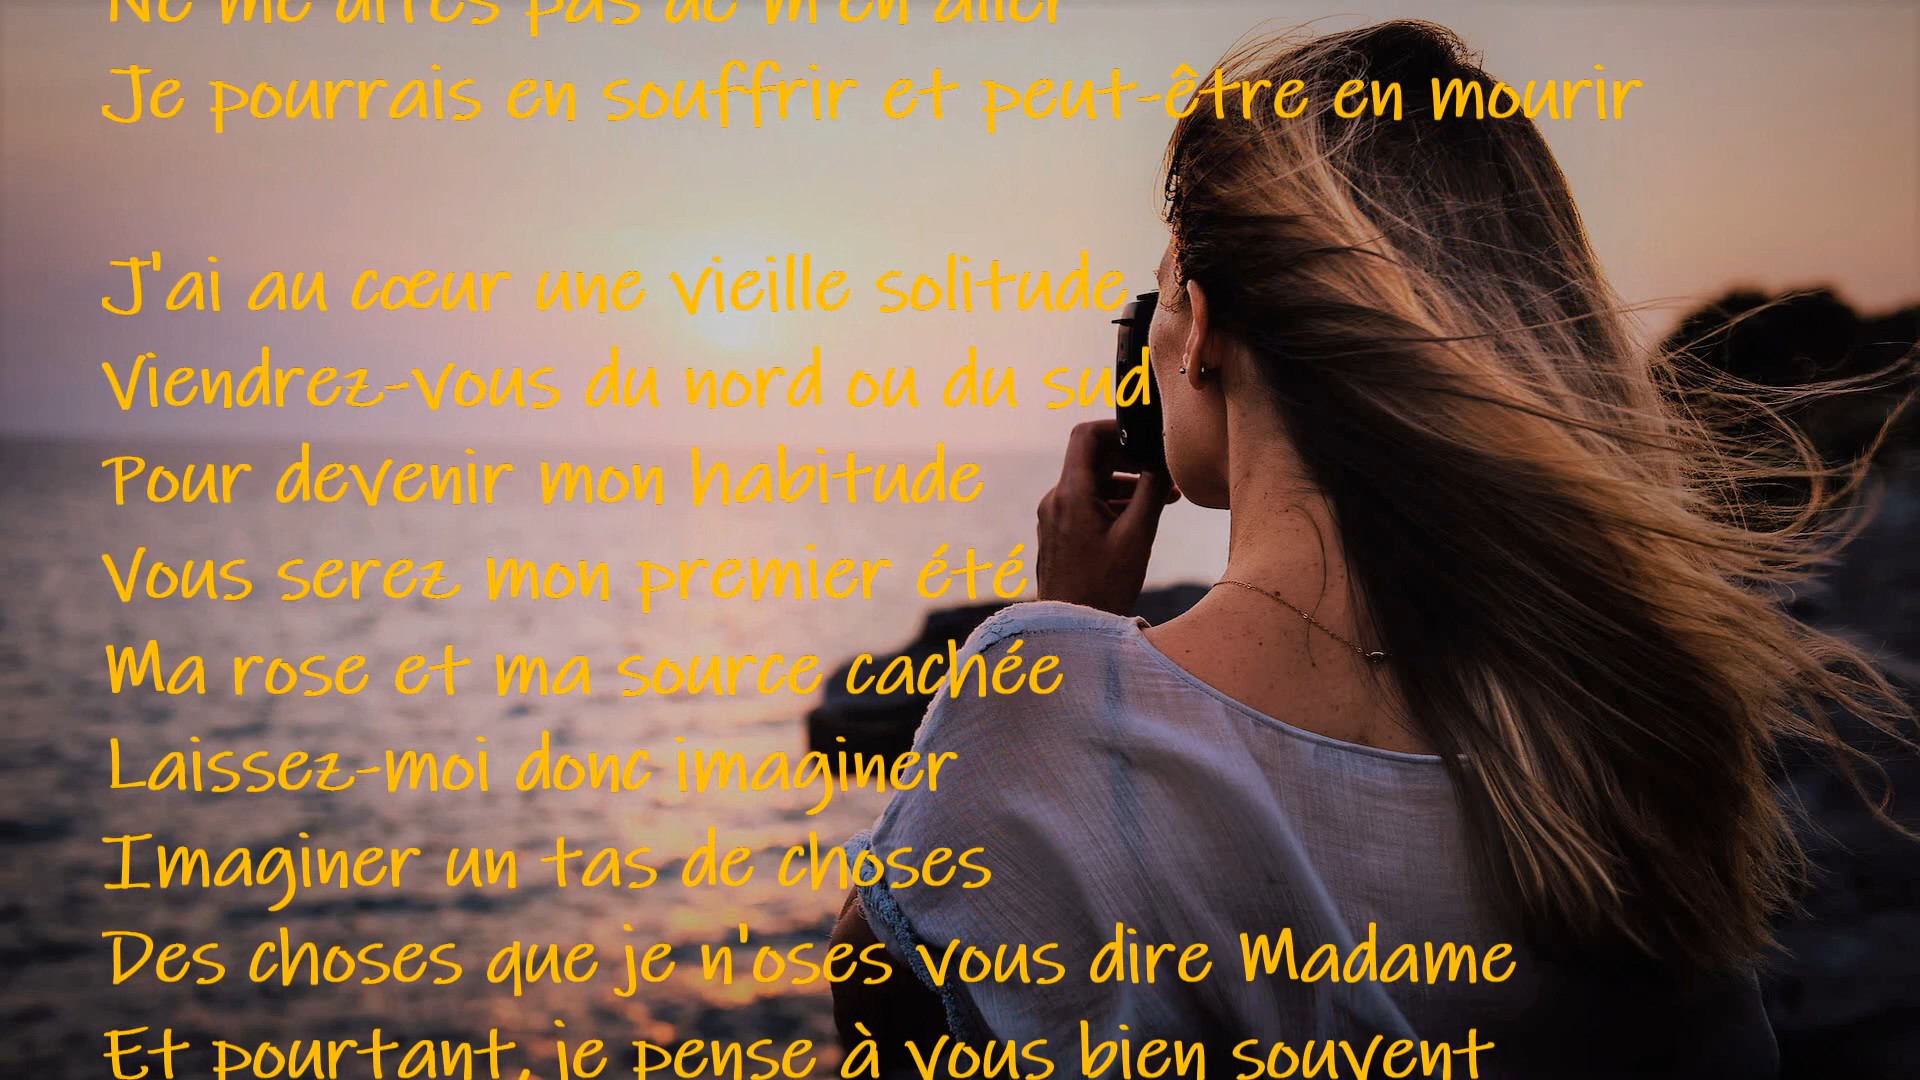 Ne me dites pas de m'en aller
Je pourrais en souffrir et peut-être en mourir
J'ai au cœur une vieille solitude
Viendrez-vous du nord ou du sud
Pour devenir mon habitude
Vous serez mon premier été
Ma rose et ma source cachée
Laissez-moi donc imaginer
Imaginer un tas de choses
Des choses que je n'oses vous dire Madame
Et pourtant, je pense à vous bien souvent